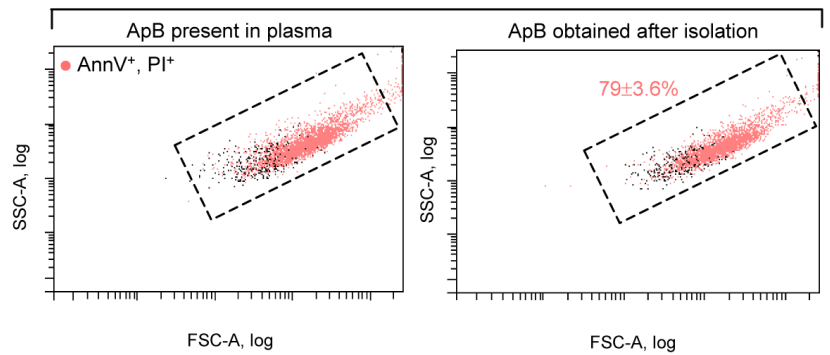 ApB present in plasma
ApB obtained after isolation
AnnV⁺, PI⁺
79±3.6%
SSC-A, log
SSC-A, log
FSC-A, log
FSC-A, log